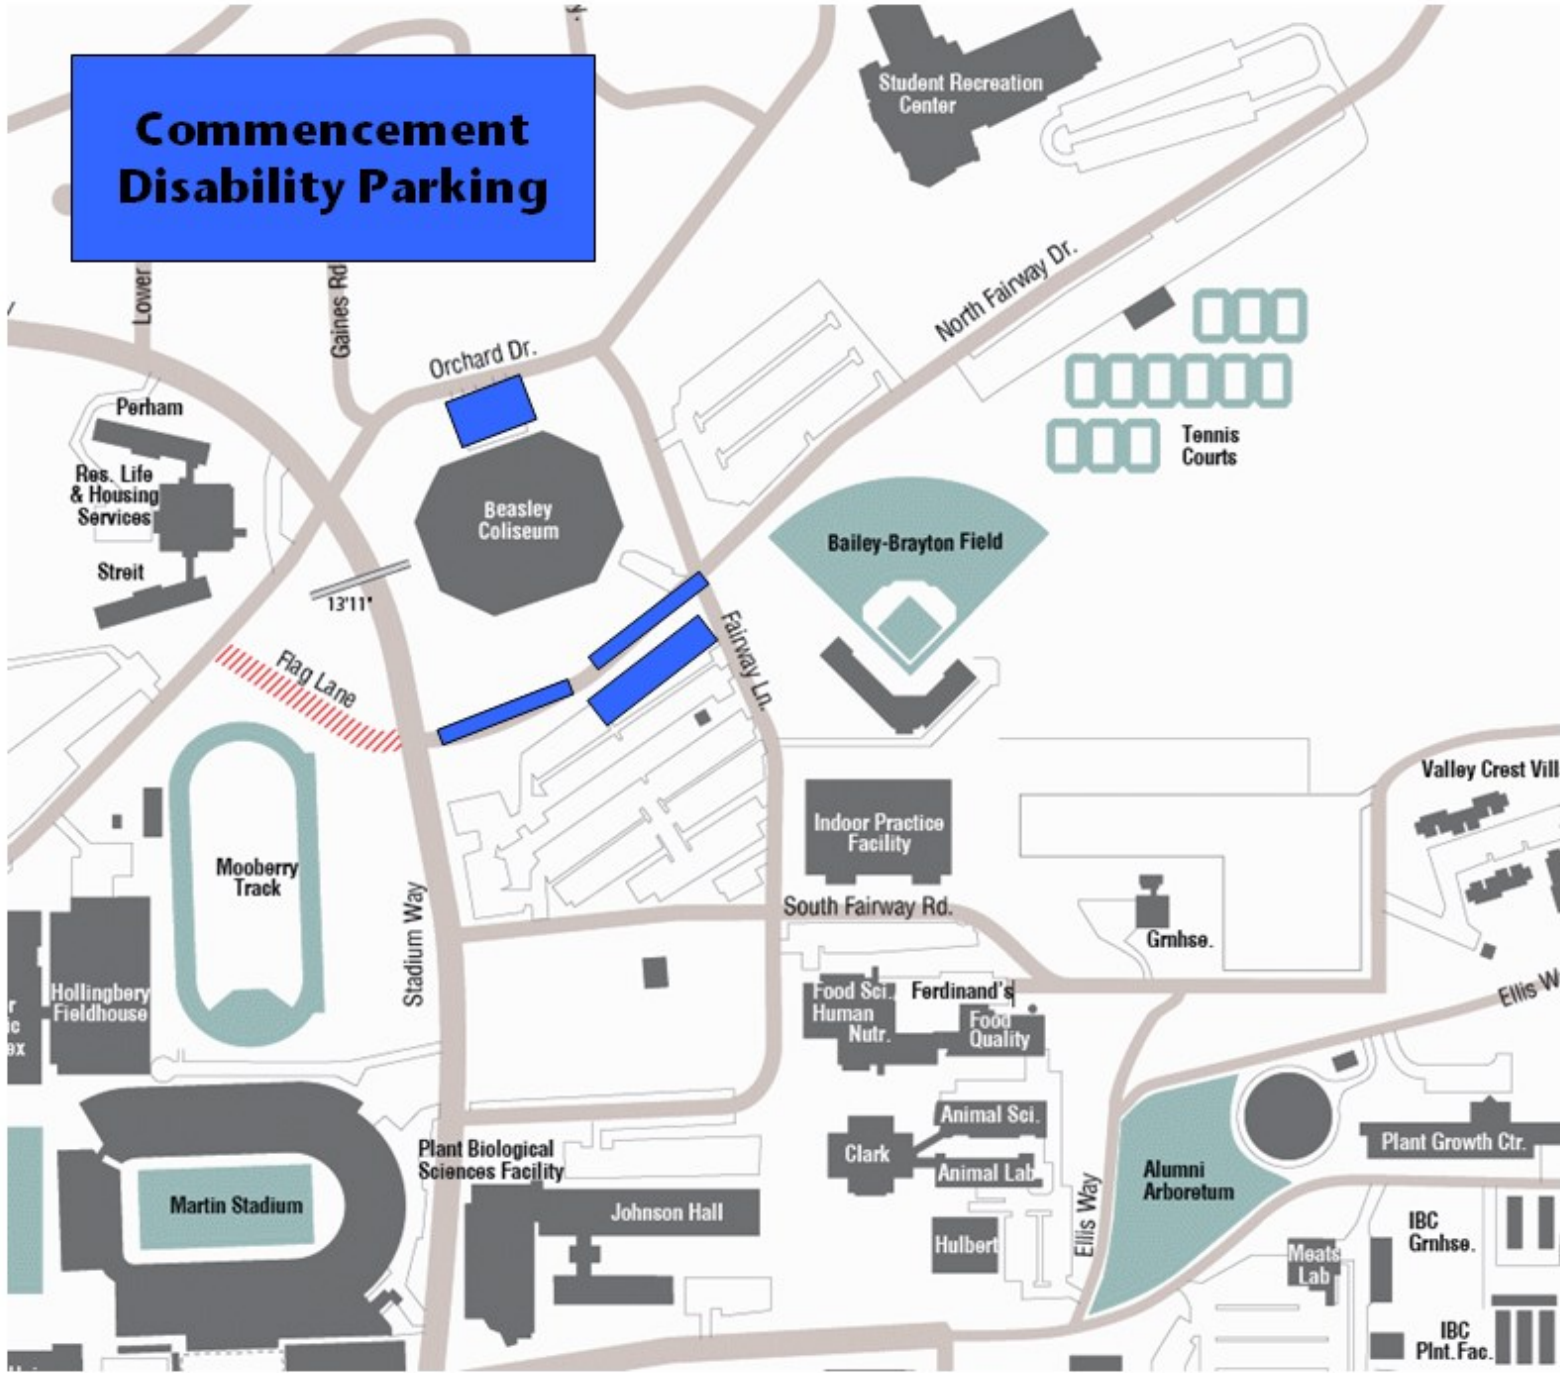 Commencement
Disability Parking
Student Recreation
Center
Lower
Gaines Rd
Orchard Dr.
North Fairway Dr.
Perham
Res. Life
& Housing
Services
Streit
Beasley
Coliseum
13'11"
Tennis
Courts
Bailey-Brayton Field
Flag Lane
Fairway Ln.
Valley Crest Vill
Indoor Practice
Facility
Mooberry
Track
Stadium Way
South Fairway Rd.
Grnhse.
Hollingbery
Fieldhouse
r
ic
ex
Food Sci.
Human
Nutr.
Ferdinand's
Food
Quality
Ellis W
Animal Sci.
Clark
Animal Lab
Plant Biological
Sciences Facility
Martin Stadium
Johnson Hall
Hulbert
Ellis Way
Alumni
Arboretum
Plant Growth Ctr.
IBC
Grnhse.
Meats
Lab
IBC
Plnt. Fac.